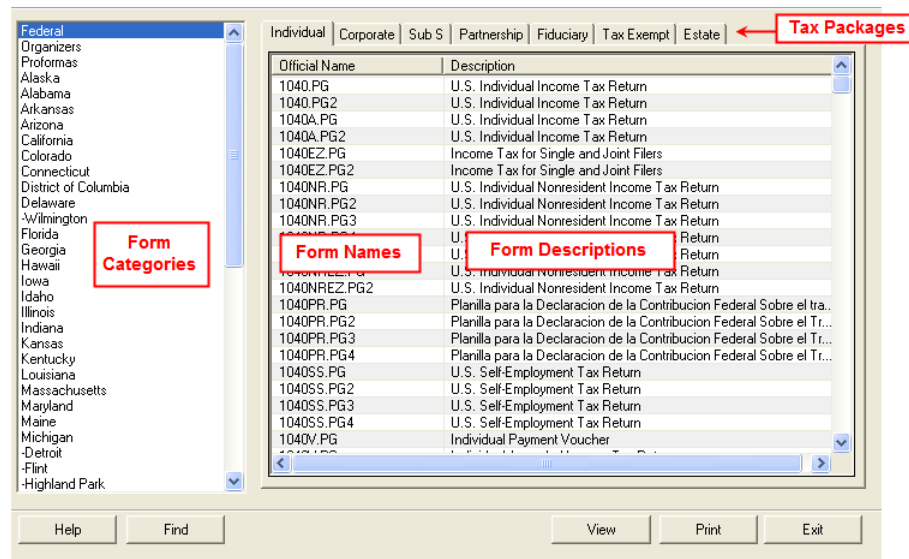 Federal
Organizers
Proformas
Alaska
Alabama
Arkansas
Arizona
California
Colorado
Connecticut
District of Columbia
Delaware
-Wilmington
Florida
Georgia
Hawaii
Iowa
Idaho
Illinois
Indiana
Kansas
Kentucky
Louisiana
Massachusetts
Maryland
Maine
Michigan
-Detroit
-Flint
-Highland Park
Form
Categories
Individual Corporate Sub S Partnership Fiduciary Tax Exempt Estate
Tax Packages
Official Name Description
1040.PG U.S. Individual Income Tax Return
1040.PG2 U.S. Individual Income Tax Return
1040A.PG U.S. Individual Income Tax Return
1040A.PG2 U.S. Individual Income Tax Return
1040EZ.PG Income Tax for Single and Joint Filers
1040EZ.PG2 Income Tax for Single and Joint Filers
1040NR.PG U.S. Individual Nonresident Income Tax Return
1040NR.PG2 U.S. Individual Nonresident Income Tax Return
1040NR.PG3 U.S. Individual Nonresident Income Tax Return
Return
Return
Form Names Form Descriptions
U.S. Individual Nonresident Income Tax Return
1040NREZ.PG2 U.S. Individual Nonresident Income Tax Return
1040PR.PG Planilla para la Declaracion de la Contribucion Federal Sobre el tra...
1040PR.PG2 Planilla para la Declaracion de la Contribucion Federal Sobre el Tr...
1040PR.PG3 Planilla para la Declaracion de la Contribucion Federal Sobre el Tr...
1040PR.PG4 Planilla para la Declaracion de la Contribucion Federal Sobre el Tr...
1040SS.PG U.S. Self-Employment Tax Return
1040SS.PG2 U.S. Self-Employment Tax Return
1040SS.PG3 U.S. Self-Employment Tax Return
1040SS.PG4 U.S. Self-Employment Tax Return
1040V.PG Individual Payment Voucher
Help Find View Print Exit